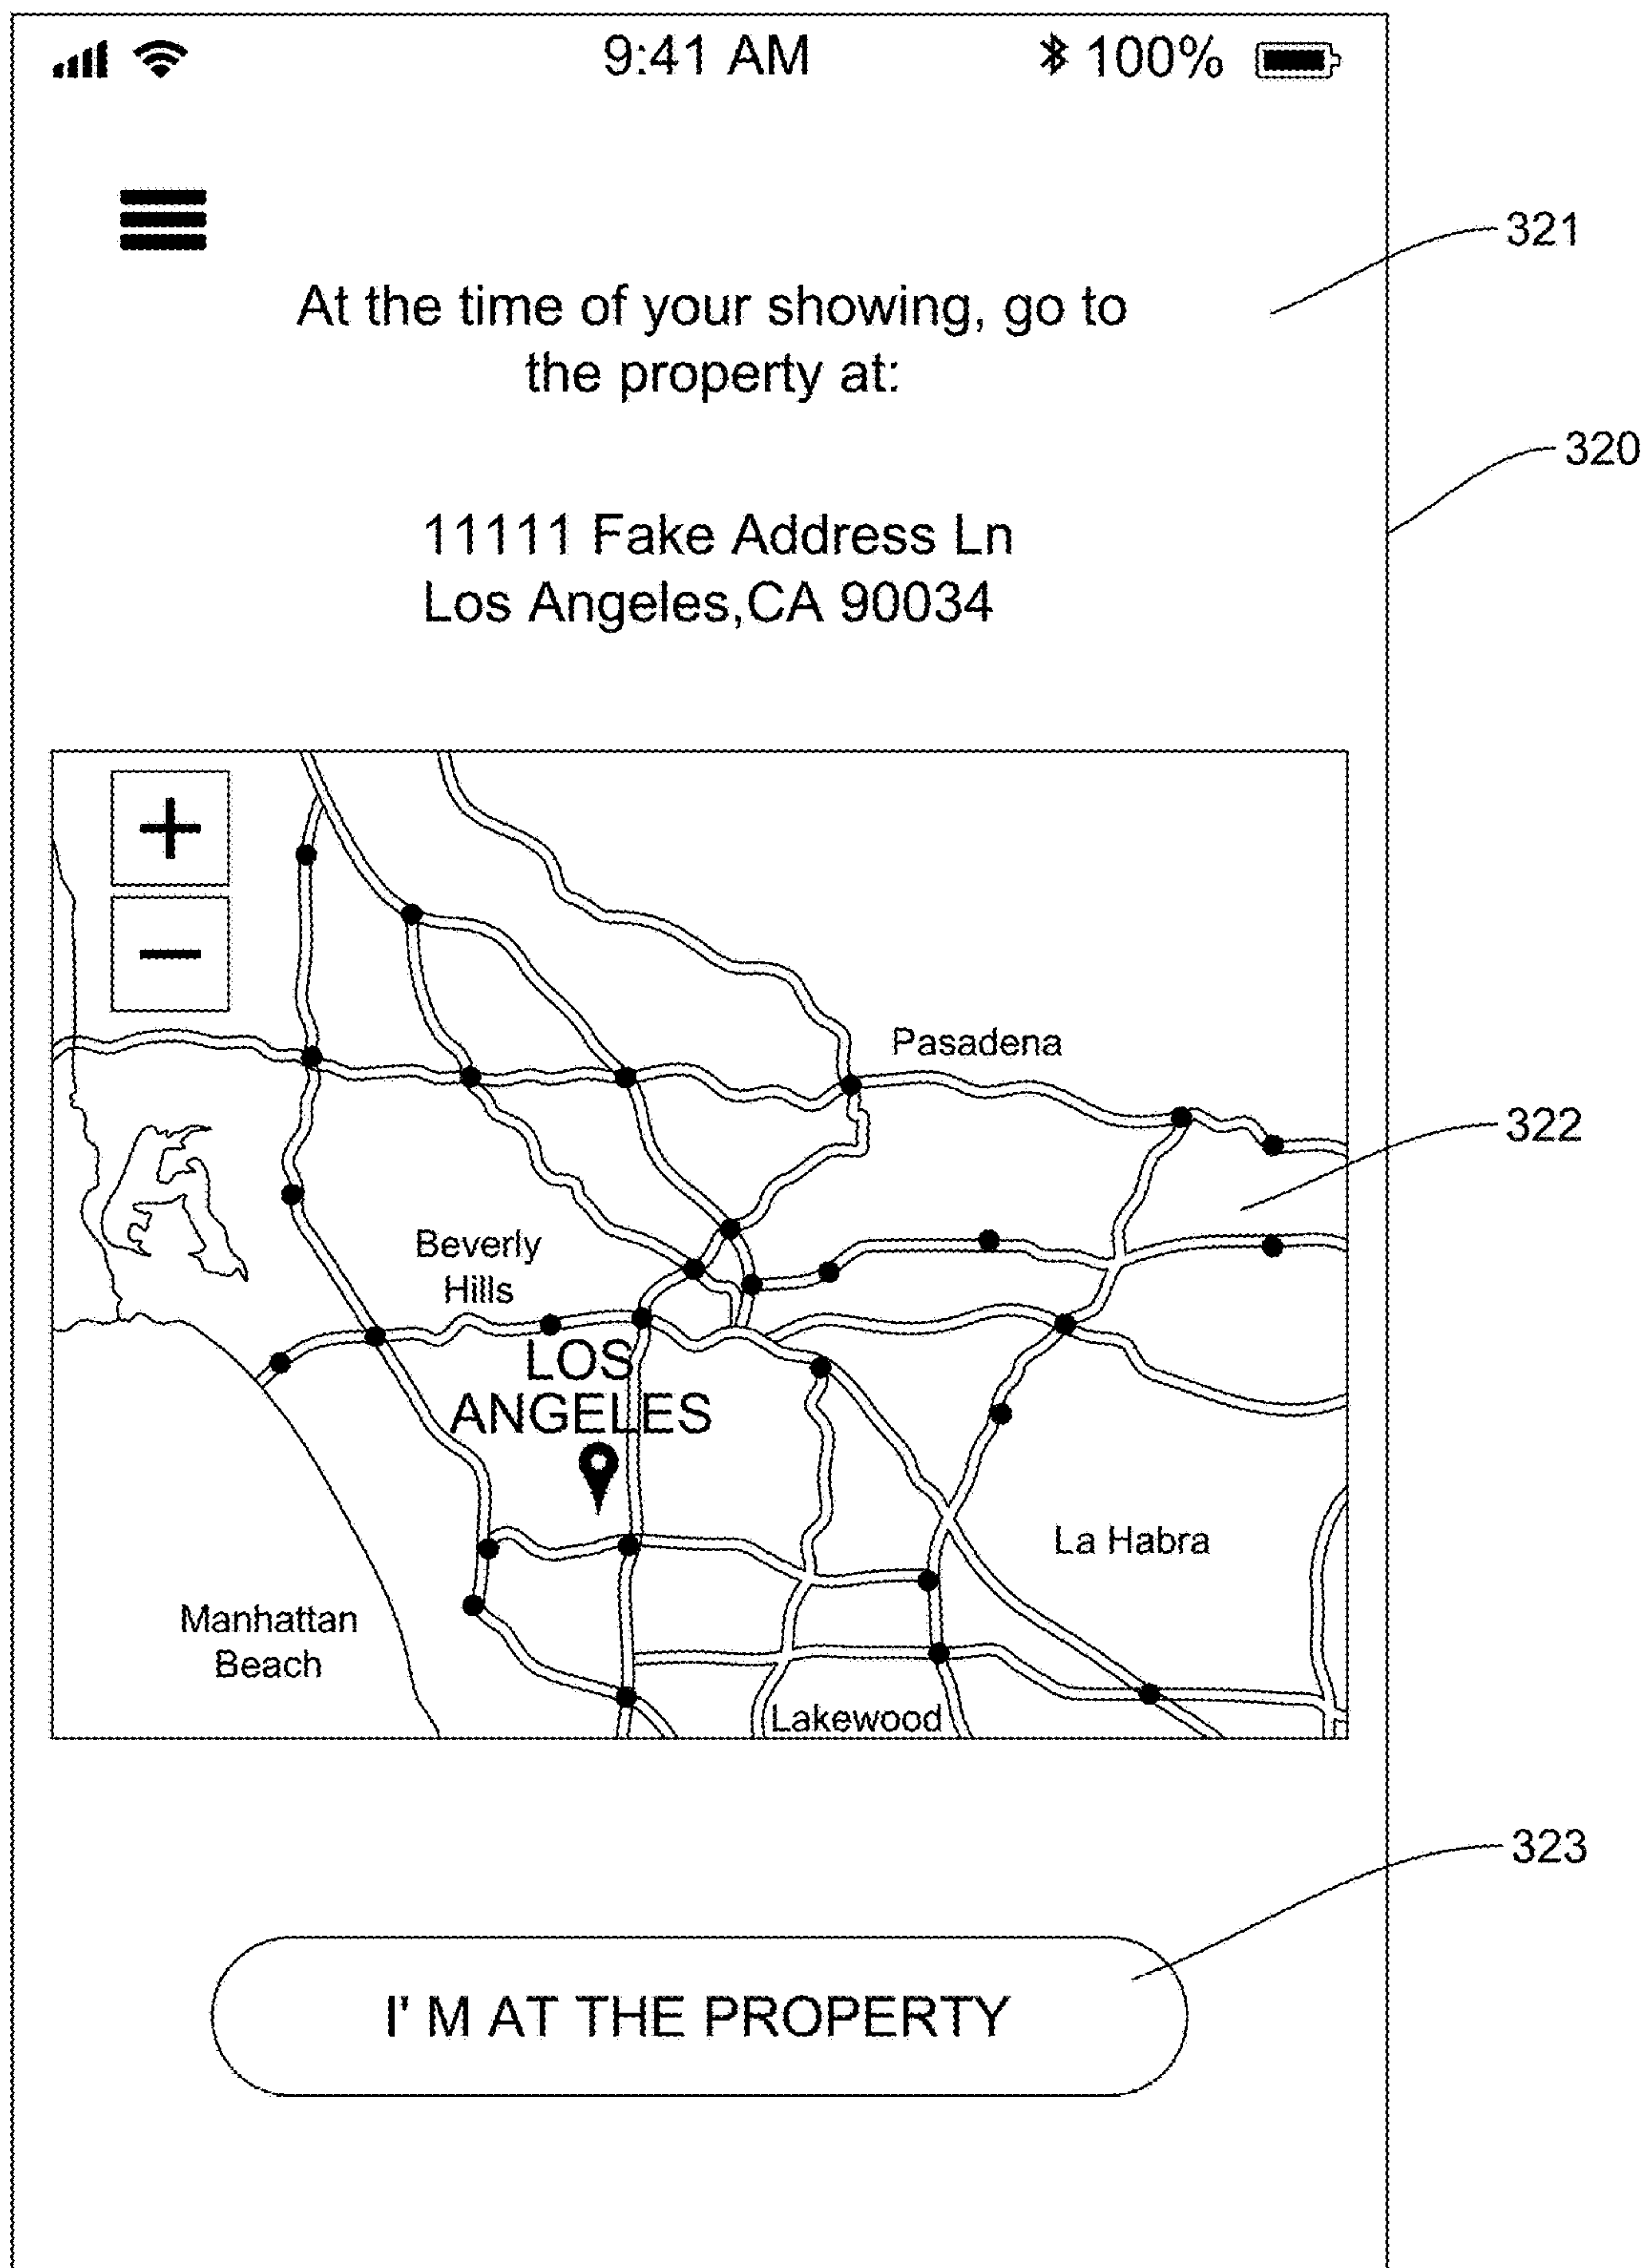 9:41 AM
100%
321
At the time of your showing, go to
the property at:
320
11111 Fake Address Ln
Los Angeles,CA 90034
+
−
Pasadena
322
Beverly
Hills
LOS
ANGELES
La Habra
Manhattan
Beach
Lakewood
323
I' M AT THE PROPERTY